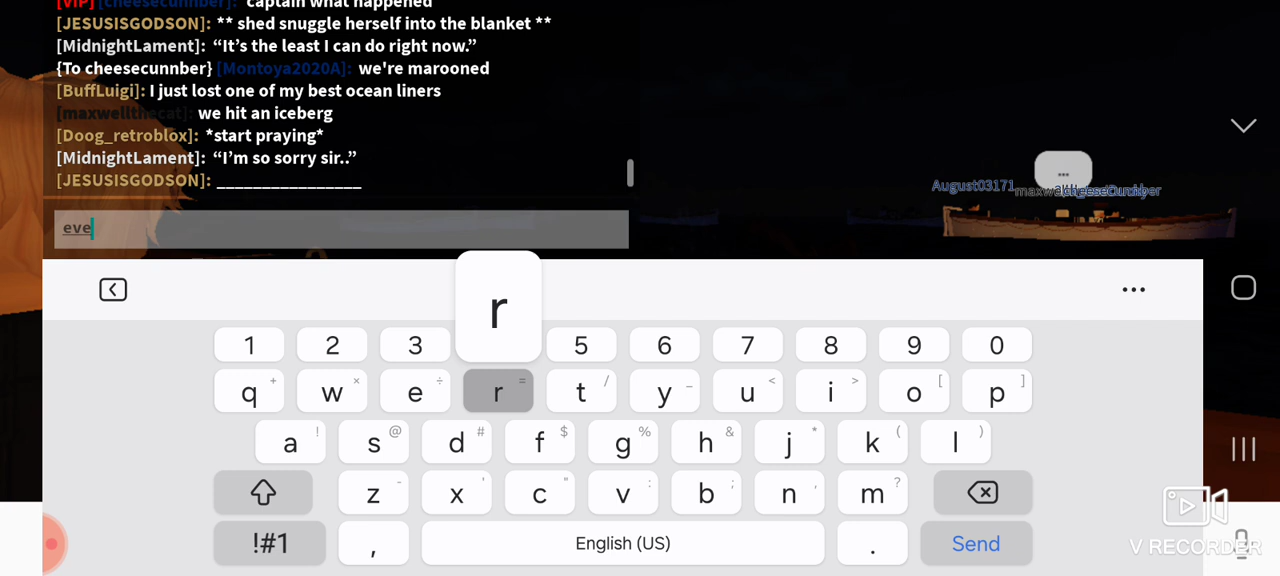 [VIP] [cheesecunnber]: captain what happened
[JESUSISGODSON]: ** shed snuggle herself into the blanket **
[MidnightLament]: “It’s the least I can do right now.”
{To cheesecunnber} [Montoya2020A]: we're marooned
[BuffLuigi]: I just lost one of my best ocean liners
[maxwellthecat]: we hit an iceberg
[Doog_retroblox]: *start praying*
[MidnightLament]: “I’m so sorry sir..”
[JESUSISGODSON]: ________________
...
August03171
eve
r
...
1 2 3 5 6 7 8 9 0
q + w × e ÷ r = t / y _ u < i > o [ p ]
a ! s @ d # f $ g % h & j * k ( l )
z - x ' c " v : b ; n , m ?
!#1 , English (US) . Send
V RECORDER